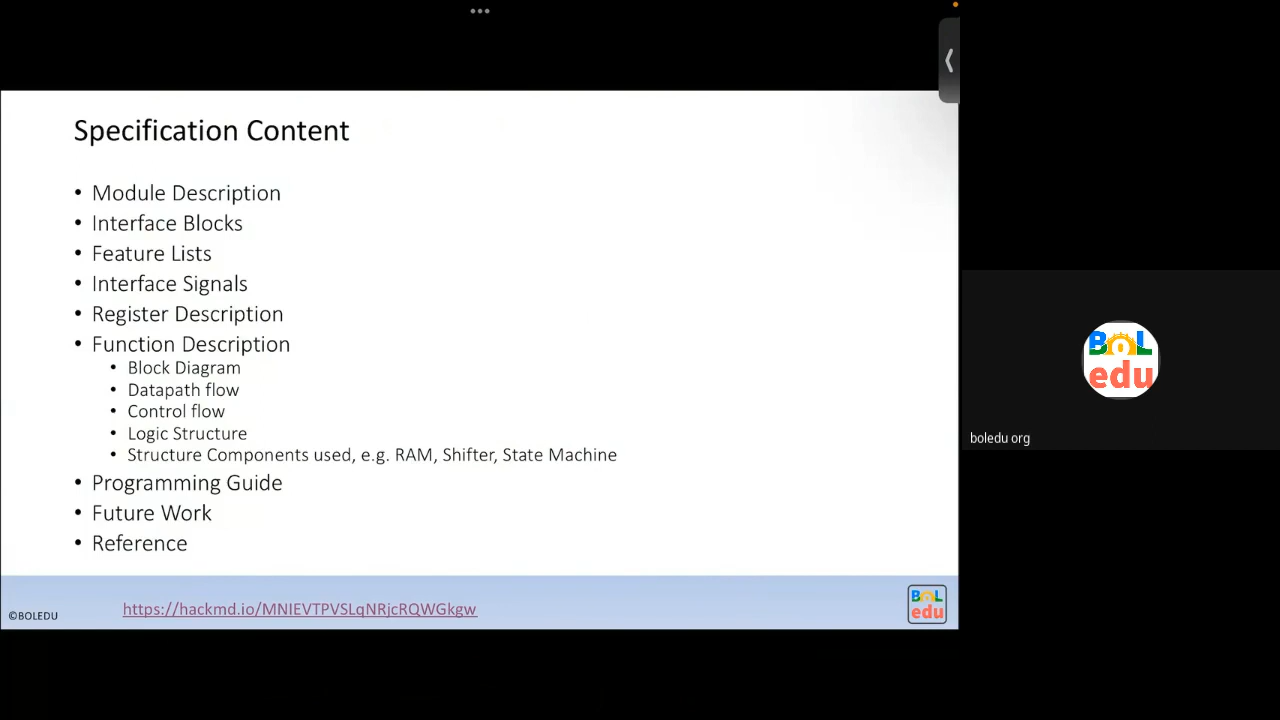 Specification Content
• Module Description
• Interface Blocks
• Feature Lists
• Interface Signals
• Register Description
• Function Description
• Block Diagram
• Datapath flow
• Control flow
• Logic Structure
• Structure Components used, e.g. RAM, Shifter, State Machine
• Programming Guide
• Future Work
• Reference
©BOLEDU
https://hackmd.io/MNIEVTPVSLqNRjcRQWGkgw
BOL
edu
BOL
edu
boledu org